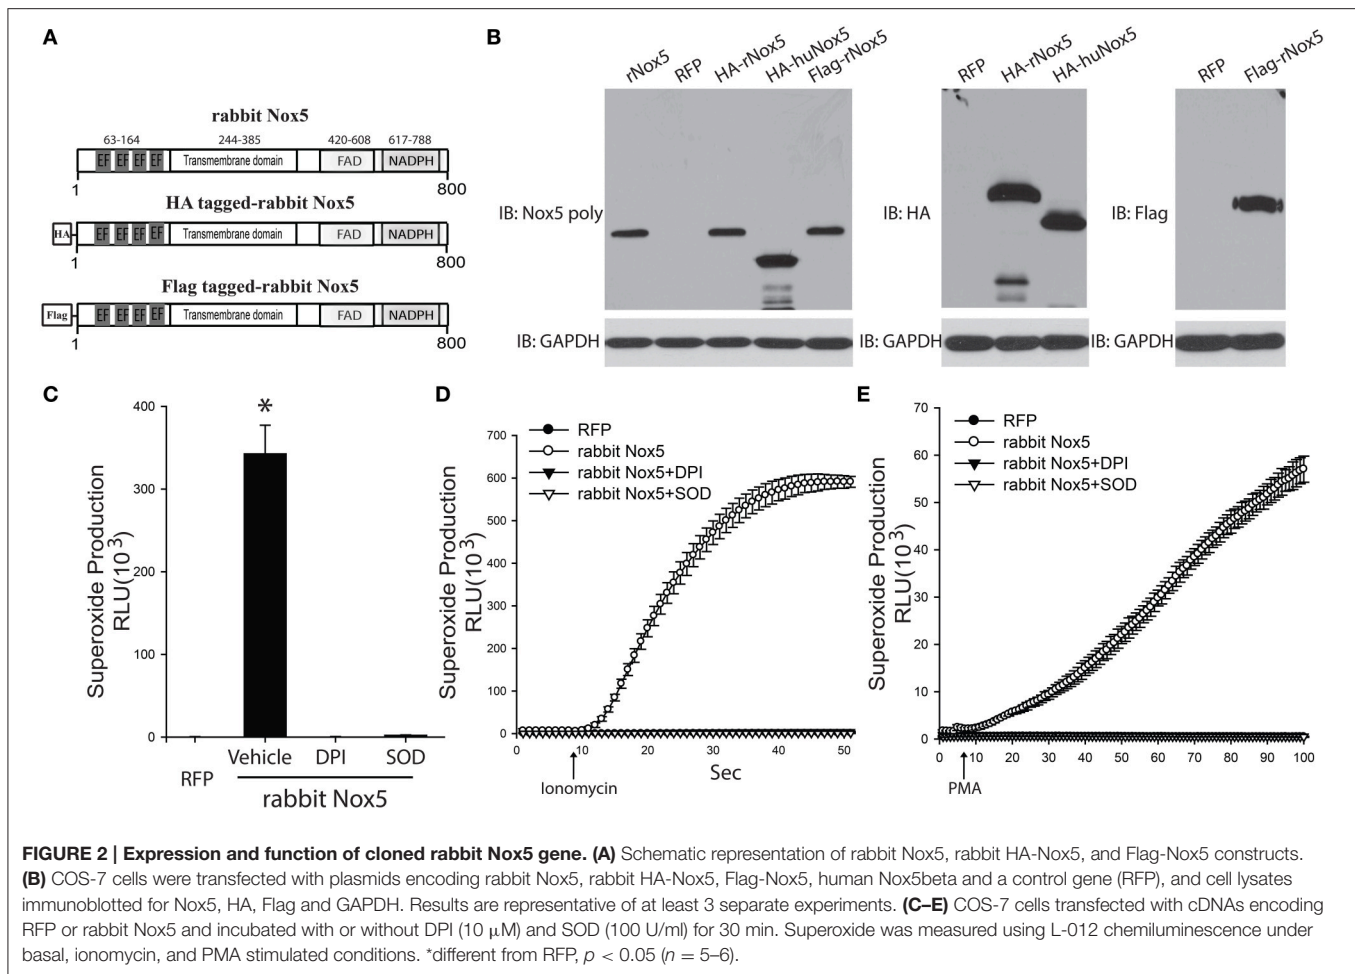 A
rabbit Nox5
63-164 244-385 420-608 617-788
EF EF EF EF Transmembrane domain FAD NADPH
1 800
HA tagged-rabbit Nox5
HA EF EF EF EF Transmembrane domain FAD NADPH
1 800
Flag tagged-rabbit Nox5
Flag EF EF EF EF Transmembrane domain FAD NADPH
1 800
B
rNox5 RFP HA-rNox5 HA-huNox5 Flag-rNox5
IB: Nox5 poly
IB: GAPDH
RFP HA-rNox5 HA-huNox5
IB: HA
IB: GAPDH
RFP Flag-rNox5
IB: Flag
IB: GAPDH
C
Superoxide Production
RLU(10³)
400
300
200
100
0
*
RFP Vehicle DPI SOD
rabbit Nox5
D
Superoxide Production
RLU(10³)
700
600
500
400
300
200
100
0
RFP
rabbit Nox5
rabbit Nox5+DPI
rabbit Nox5+SOD
0 10 20 30 40 50
Ionomycin
Sec
E
Superoxide Production
RLU(10³)
70
60
50
40
30
20
10
0
RFP
rabbit Nox5
rabbit Nox5+DPI
rabbit Nox5+SOD
0 10 20 30 40 50 60 70 80 90 100
PMA
FIGURE 2 | Expression and function of cloned rabbit Nox5 gene. (A) Schematic representation of rabbit Nox5, rabbit HA-Nox5, and Flag-Nox5 constructs.
(B) COS-7 cells were transfected with plasmids encoding rabbit Nox5, rabbit HA-Nox5, Flag-Nox5, human Nox5beta and a control gene (RFP), and cell lysates
immunoblotted for Nox5, HA, Flag and GAPDH. Results are representative of at least 3 separate experiments. (C–E) COS-7 cells transfected with cDNAs encoding
RFP or rabbit Nox5 and incubated with or without DPI (10 μM) and SOD (100 U/ml) for 30 min. Superoxide was measured using L-012 chemiluminescence under
basal, ionomycin, and PMA stimulated conditions. *different from RFP, p < 0.05 (n = 5–6).